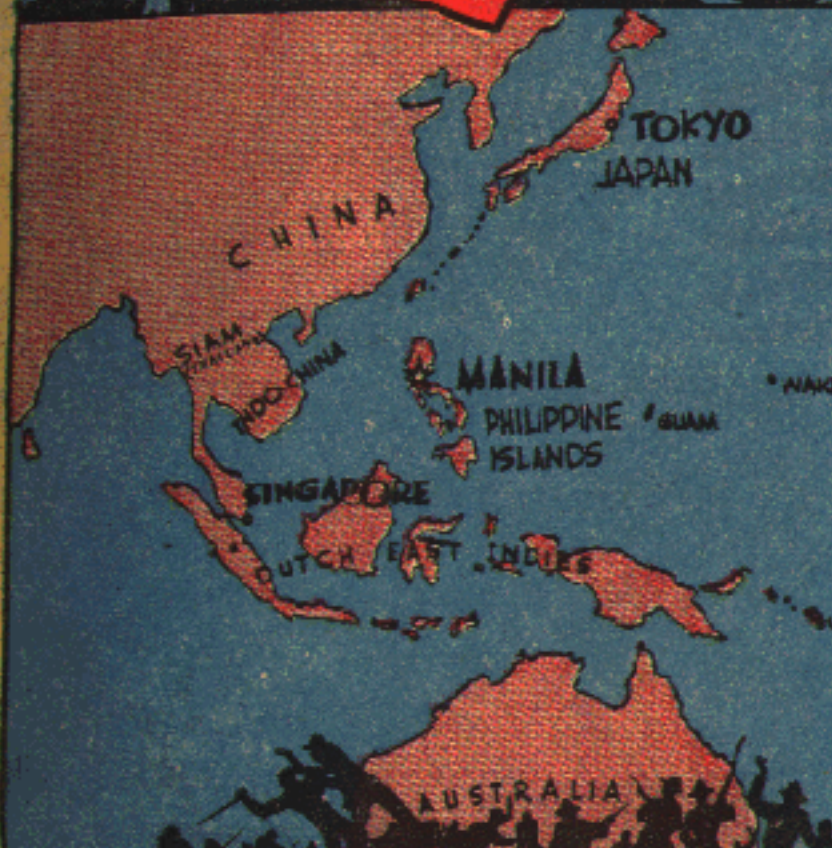 TOKYO
JAPAN
CHINA
SIAM
INDO CHINA
MANILA
PHILIPPINE
ISLANDS
GUAM
SINGAPORE
DUTCH EAST INDIES
AUSTRALIA